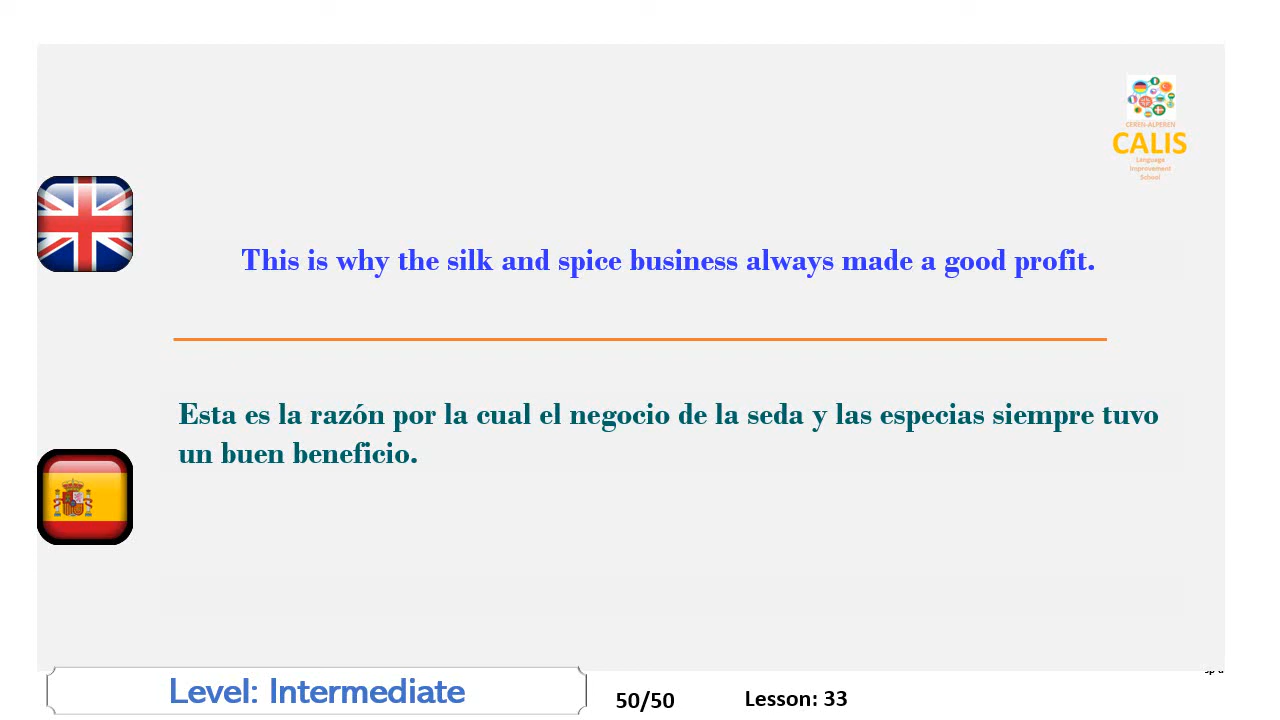 CEREN-ALPEREN
CALIS
Language
Improvement
School
This is why the silk and spice business always made a good profit.
Esta es la razón por la cual el negocio de la seda y las especias siempre tuvo
un buen beneficio.
Level: Intermediate
50/50
Lesson: 33